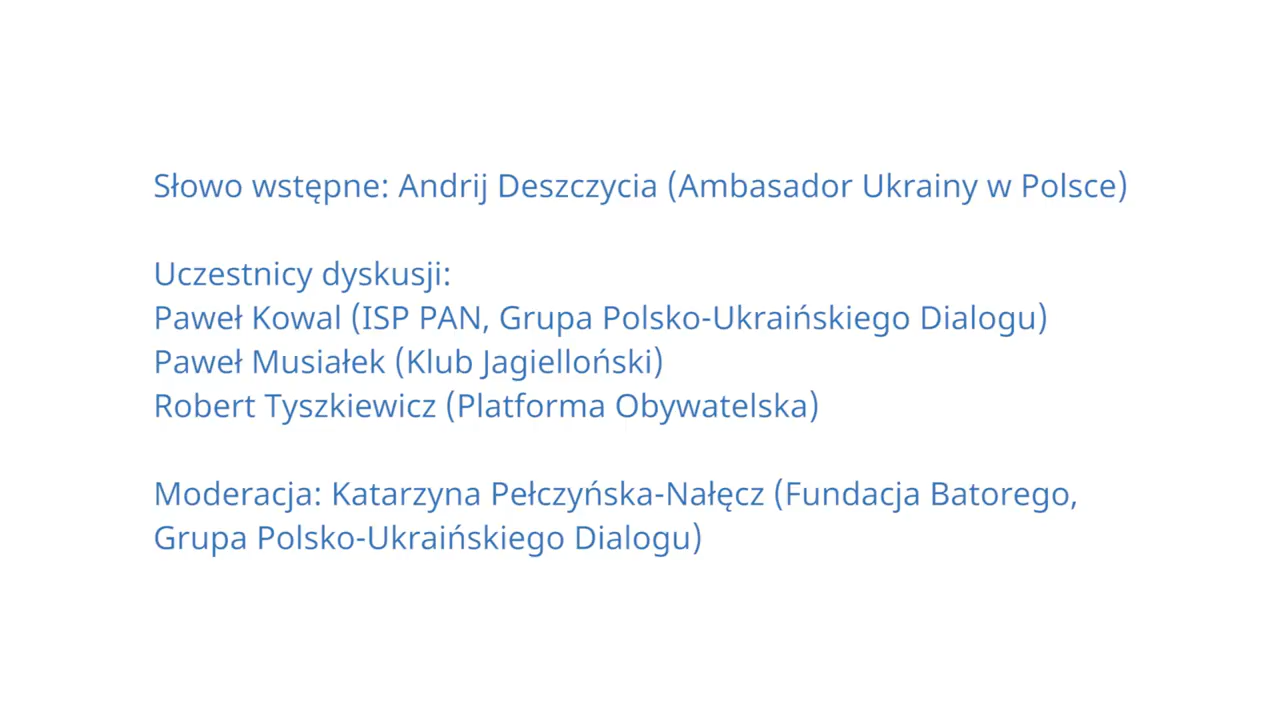 Słowo wstępne: Andrij Deszczycia (Ambasador Ukrainy w Polsce)
Uczestnicy dyskusji:
Paweł Kowal (ISP PAN, Grupa Polsko-Ukraińskiego Dialogu)
Paweł Musiałek (Klub Jagielloński)
Robert Tyszkiewicz (Platforma Obywatelska)
Moderacja: Katarzyna Pełczyńska-Nałęcz (Fundacja Batorego,
Grupa Polsko-Ukraińskiego Dialogu)